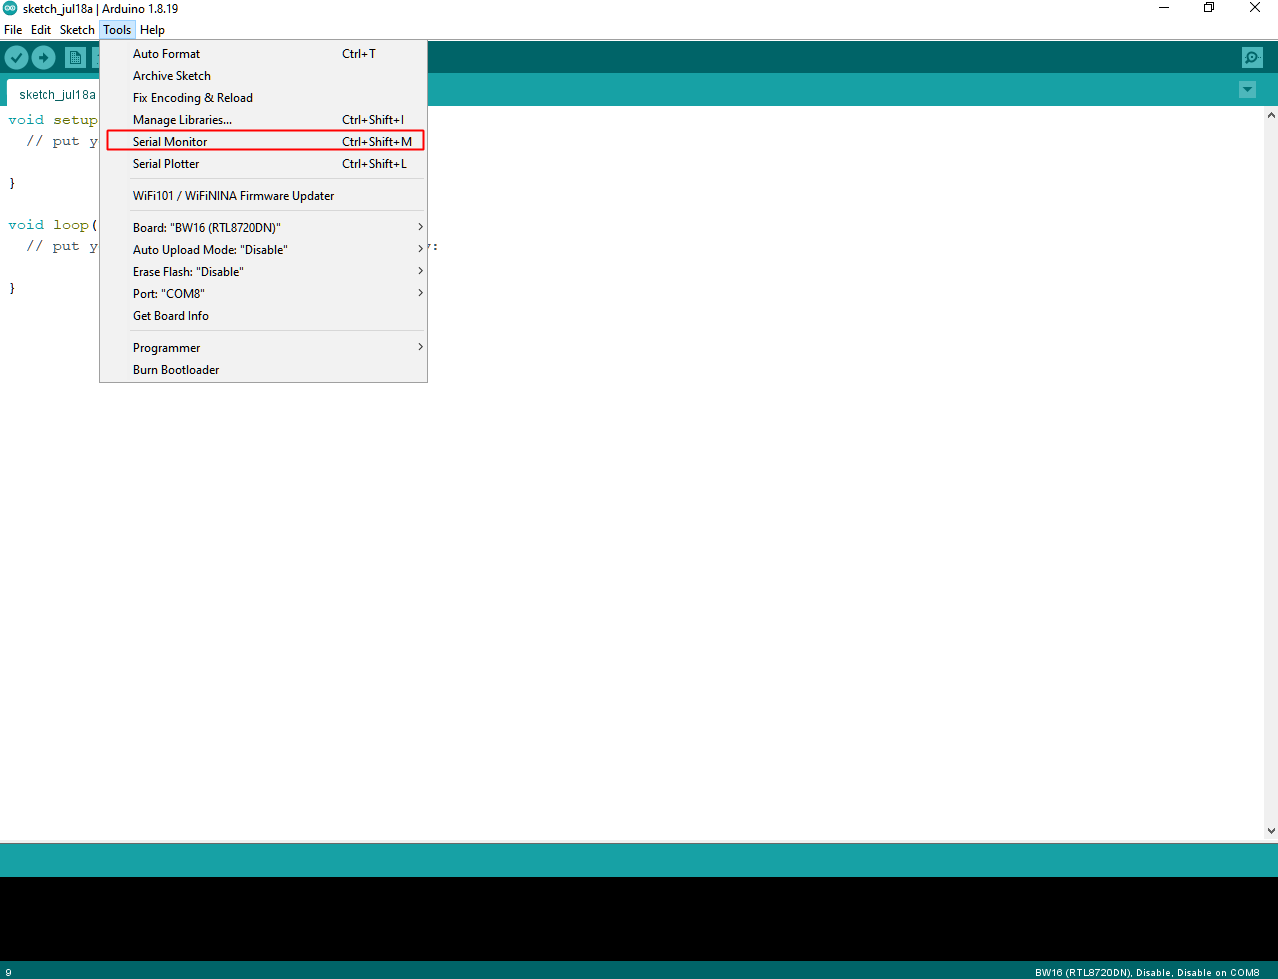 sketch_jul18a | Arduino 1.8.19
File Edit Sketch Tools Help
Auto Format Ctrl+T
Archive Sketch
sketch_jul18a
Fix Encoding & Reload
void setup
Manage Libraries... Ctrl+Shift+I
// put y
Serial Monitor Ctrl+Shift+M
Serial Plotter Ctrl+Shift+L
}
WiFi101 / WiFiNINA Firmware Updater
void loop(
Board: "BW16 (RTL8720DN)"
// put y
Auto Upload Mode: "Disable"
y:
Erase Flash: "Disable"
}
Port: "COM8"
Get Board Info
Programmer
Burn Bootloader
9
BW16 (RTL8720DN), Disable, Disable on COM8